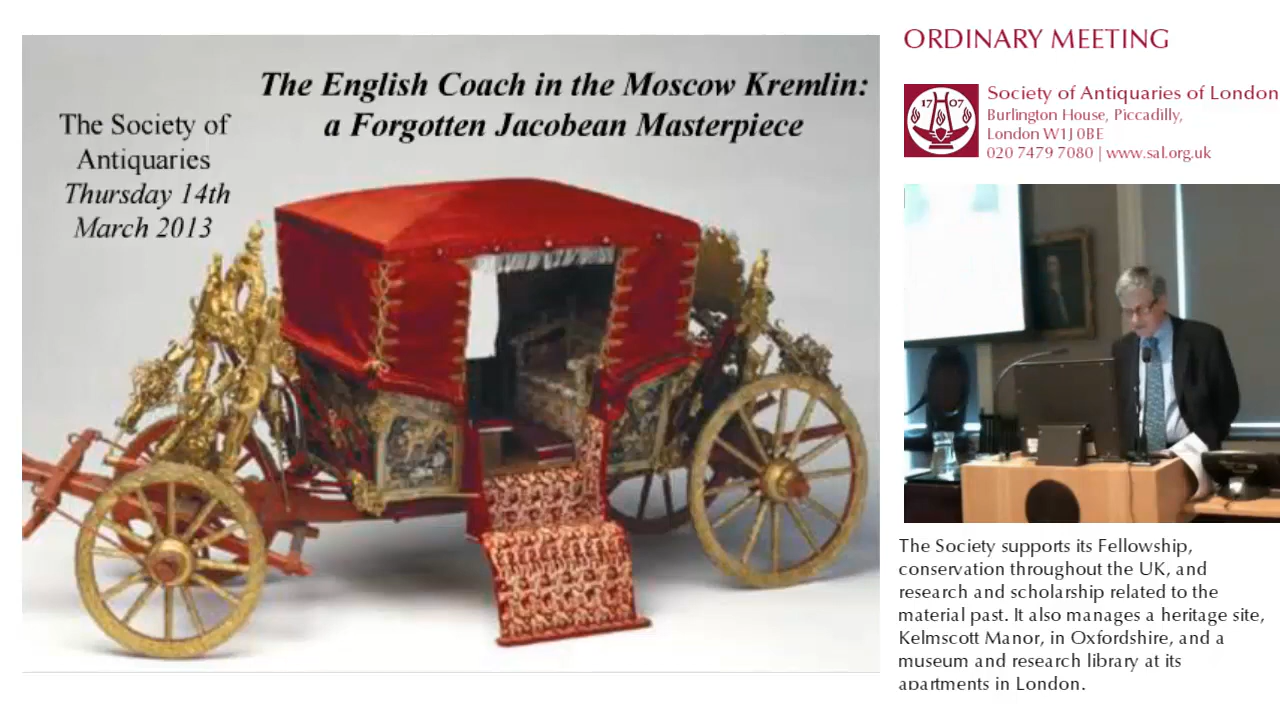 The English Coach in the Moscow Kremlin:
a Forgotten Jacobean Masterpiece
The Society of
Antiquaries
Thursday 14th
March 2013
ORDINARY MEETING
1707
Society of Antiquaries of London
Burlington House, Piccadilly,
London W1J 0BE
020 7479 7080 | www.sal.org.uk
The Society supports its Fellowship,
conservation throughout the UK, and
research and scholarship related to the
material past. It also manages a heritage site,
Kelmscott Manor, in Oxfordshire, and a
museum and research library at its
apartments in London.